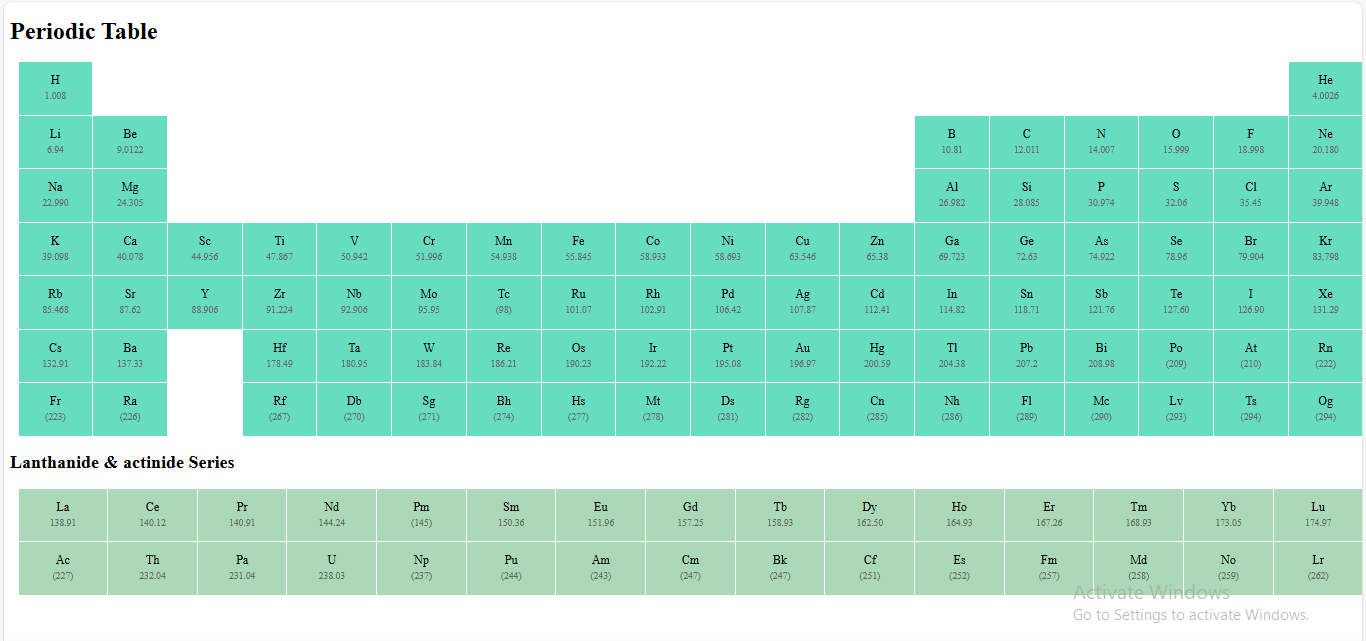 Periodic Table
H He
1.008 4.0026
Li Be B C N O F Ne
6.94 9.0122 10.81 12.011 14.007 15.999 18.998 20.180
Na Mg Al Si P S Cl Ar
22.990 24.305 26.982 28.085 30.974 32.06 35.45 39.948
K Ca Sc Ti V Cr Mn Fe Co Ni Cu Zn Ga Ge As Se Br Kr
39.098 40.078 44.956 47.867 50.942 51.996 54.938 55.845 58.933 58.693 63.546 65.38 69.723 72.63 74.922 78.96 79.904 83.798
Rb Sr Y Zr Nb Mo Tc Ru Rh Pd Ag Cd In Sn Sb Te I Xe
85.468 87.62 88.906 91.224 92.906 95.95 (98) 101.07 102.91 106.42 107.87 112.41 114.82 118.71 121.76 127.60 126.90 131.29
Cs Ba Hf Ta W Re Os Ir Pt Au Hg Tl Pb Bi Po At Rn
132.91 137.33 178.49 180.95 183.84 186.21 190.23 192.22 195.08 196.97 200.59 204.38 207.2 208.98 (209) (210) (222)
Fr Ra Rf Db Sg Bh Hs Mt Ds Rg Cn Nh Fl Mc Lv Ts Og
(223) (226) (267) (270) (271) (274) (277) (278) (281) (282) (285) (286) (289) (290) (293) (294) (294)
Lanthanide & actinide Series
La Ce Pr Nd Pm Sm Eu Gd Tb Dy Ho Er Tm Yb Lu
138.91 140.12 140.91 144.24 (145) 150.36 151.96 157.25 158.93 162.50 164.93 167.26 168.93 173.05 174.97
Ac Th Pa U Np Pu Am Cm Bk Cf Es Fm Md No Lr
(227) 232.04 231.04 238.03 (237) (244) (243) (247) (247) (251) (252) (257) (258) (259) (262)
Activate Windows
Go to Settings to activate Windows.